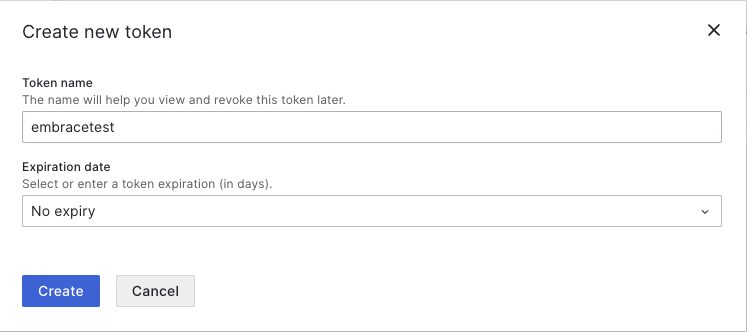 Create new token
Token name
The name will help you view and revoke this token later.
embracetest
Expiration date
Select or enter a token expiration (in days).
No expiry
Create
Cancel